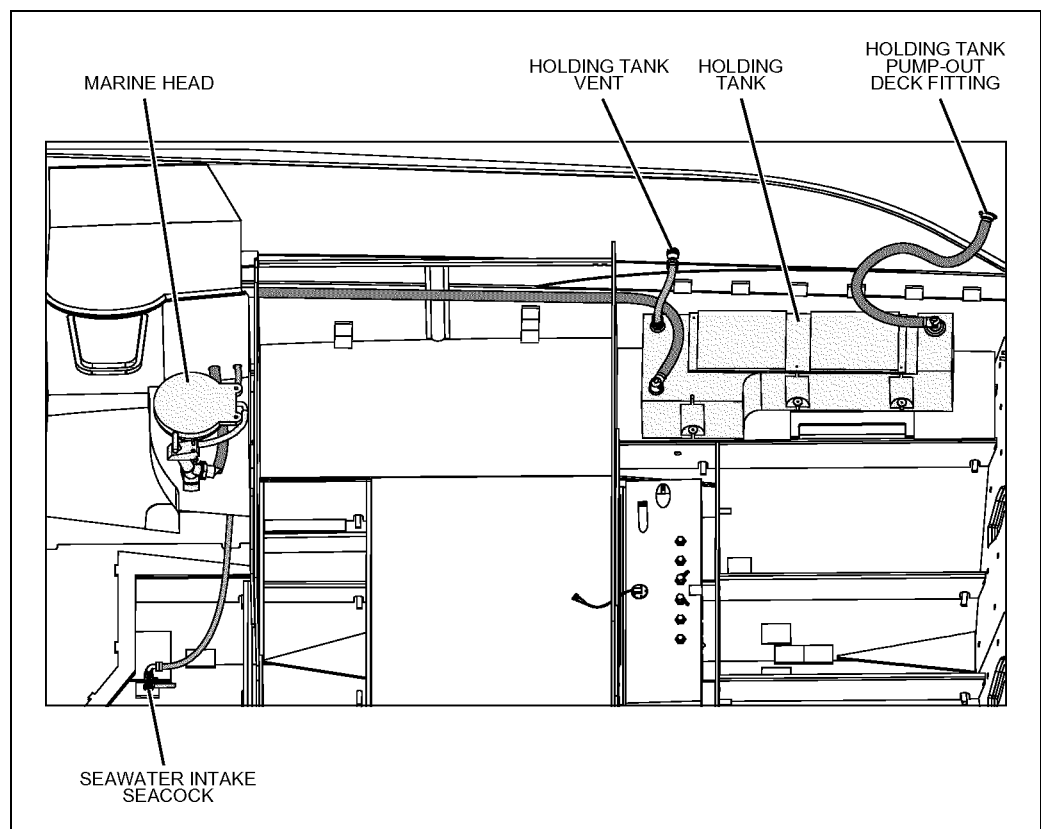 MARINE HEAD
HOLDING TANK
VENT
HOLDING
TANK
HOLDING TANK
PUMP-OUT
DECK FITTING
SEAWATER INTAKE
SEACOCK